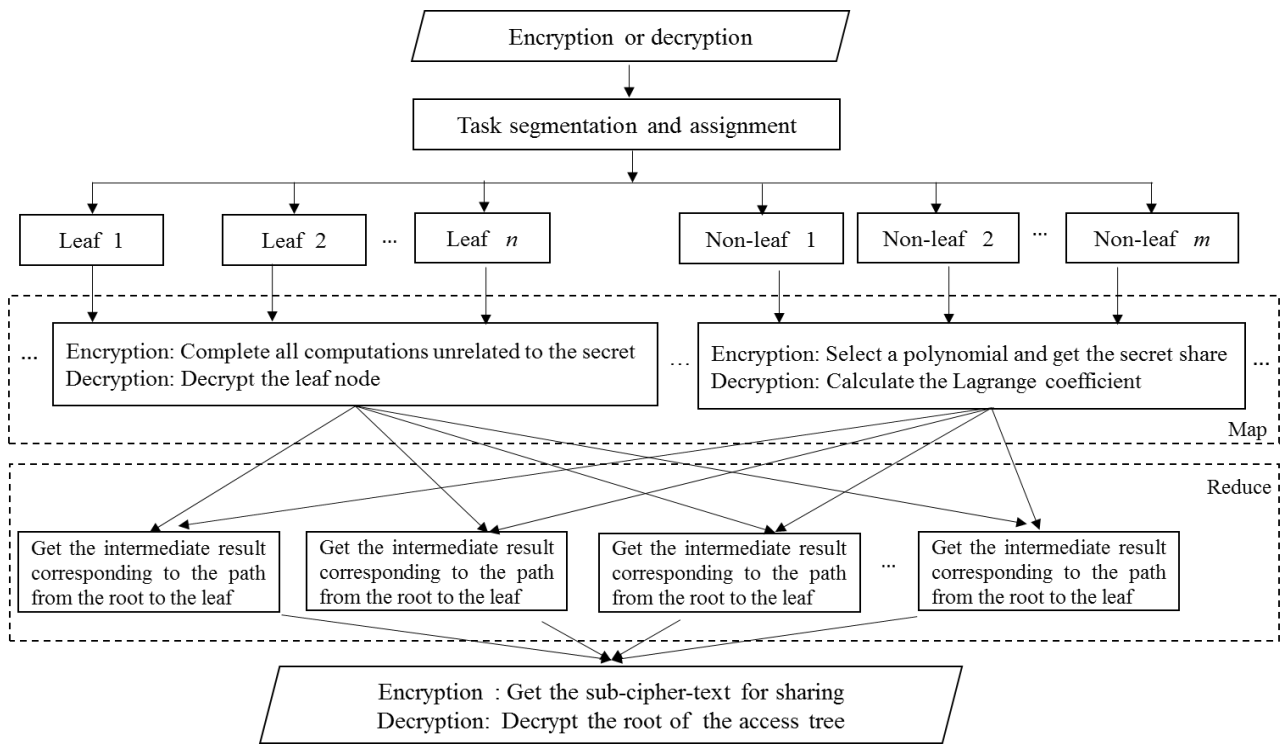 Encryption or decryption
Task segmentation and assignment
Leaf 1
Leaf 2
...
Leaf n
Non-leaf 1
Non-leaf 2
...
Non-leaf m
...
Encryption: Complete all computations unrelated to the secret
Decryption: Decrypt the leaf node
...
Encryption: Select a polynomial and get the secret share
Decryption: Calculate the Lagrange coefficient
...
Map
Reduce
Get the intermediate result
corresponding to the path
from the root to the leaf
Get the intermediate result
corresponding to the path
from the root to the leaf
Get the intermediate result
corresponding to the path
from the root to the leaf
...
Get the intermediate result
corresponding to the path
from the root to the leaf
Encryption : Get the sub-cipher-text for sharing
Decryption: Decrypt the root of the access tree